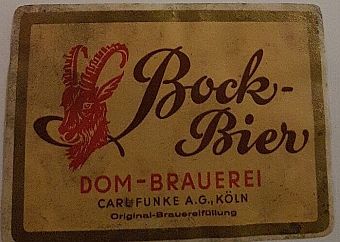 Bock-
Bier
DOM-BRAUEREI
CARL FUNKE A.G., KÖLN
Original-Brauereifüllung